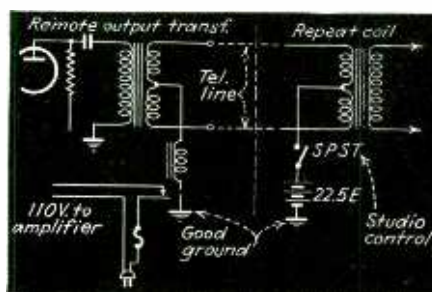 Remote output transf.
Repeat coil
Tel.
line
SPST
22.5E
110V. to
amplifier
Good
ground
Studio
control